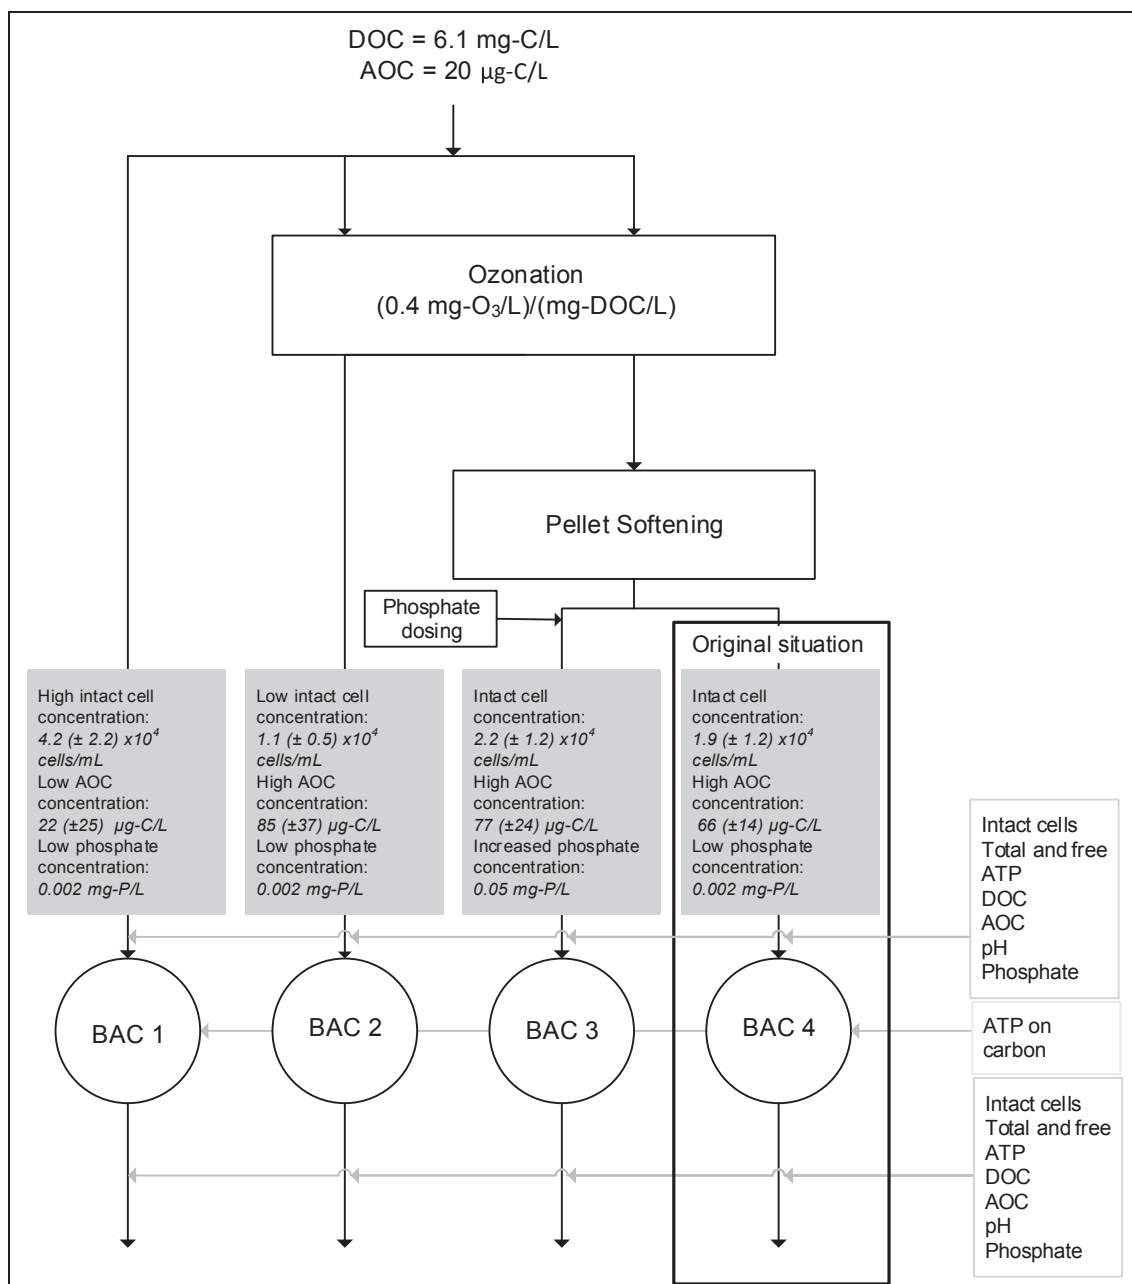 DOC = 6.1 mg-C/L
AOC = 20 µg-C/L
Ozonation
(0.4 mg-O₃/L)/(mg-DOC/L)
Pellet Softening
Phosphate
dosing
Original situation
High intact cell
concentration:
4.2 (± 2.2) x10⁴
cells/mL
Low AOC
concentration:
22 (±25) µg-C/L
Low phosphate
concentration:
0.002 mg-P/L
Low intact cell
concentration:
1.1 (± 0.5) x10⁴
cells/mL
High AOC
concentration:
85 (±37) µg-C/L
Low phosphate
concentration:
0.002 mg-P/L
Intact cell
concentration:
2.2 (± 1.2) x10⁴
cells/mL
High AOC
concentration:
77 (±24) µg-C/L
Increased phosphate
concentration:
0.05 mg-P/L
Intact cell
concentration:
1.9 (± 1.2) x10⁴
cells/mL
High AOC
concentration:
66 (±14) µg-C/L
Low phosphate
concentration:
0.002 mg-P/L
Intact cells
Total and free
ATP
DOC
AOC
pH
Phosphate
BAC 1
BAC 2
BAC 3
BAC 4
ATP on
carbon
Intact cells
Total and free
ATP
DOC
AOC
pH
Phosphate